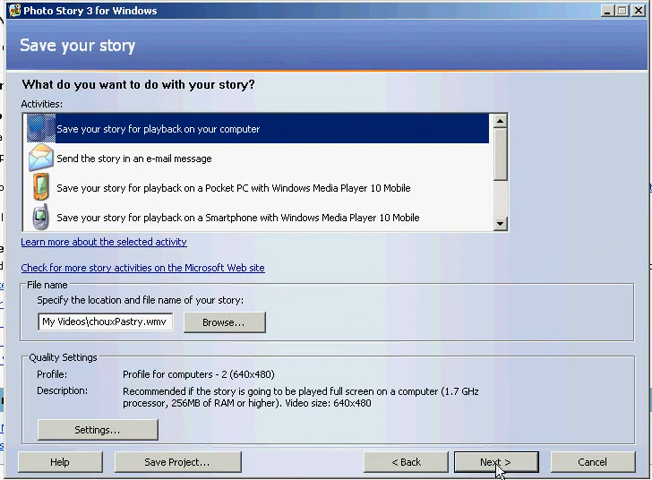 Photo Story 3 for Windows
Save your story
What do you want to do with your story?
Activities:
Save your story for playback on your computer
Send the story in an e-mail message
Save your story for playback on a Pocket PC with Windows Media Player 10 Mobile
Save your story for playback on a Smartphone with Windows Media Player 10 Mobile
Learn more about the selected activity
Check for more story activities on the Microsoft Web site
File name
Specify the location and file name of your story:
My Videos\chouxPastry.wmv Browse...
Quality Settings
Profile: Profile for computers - 2 (640x480)
Description: Recommended if the story is going to be played full screen on a computer (1.7 GHz
processor, 256MB of RAM or higher). Video size: 640x480
Settings...
Help Save Project... < Back Next > Cancel